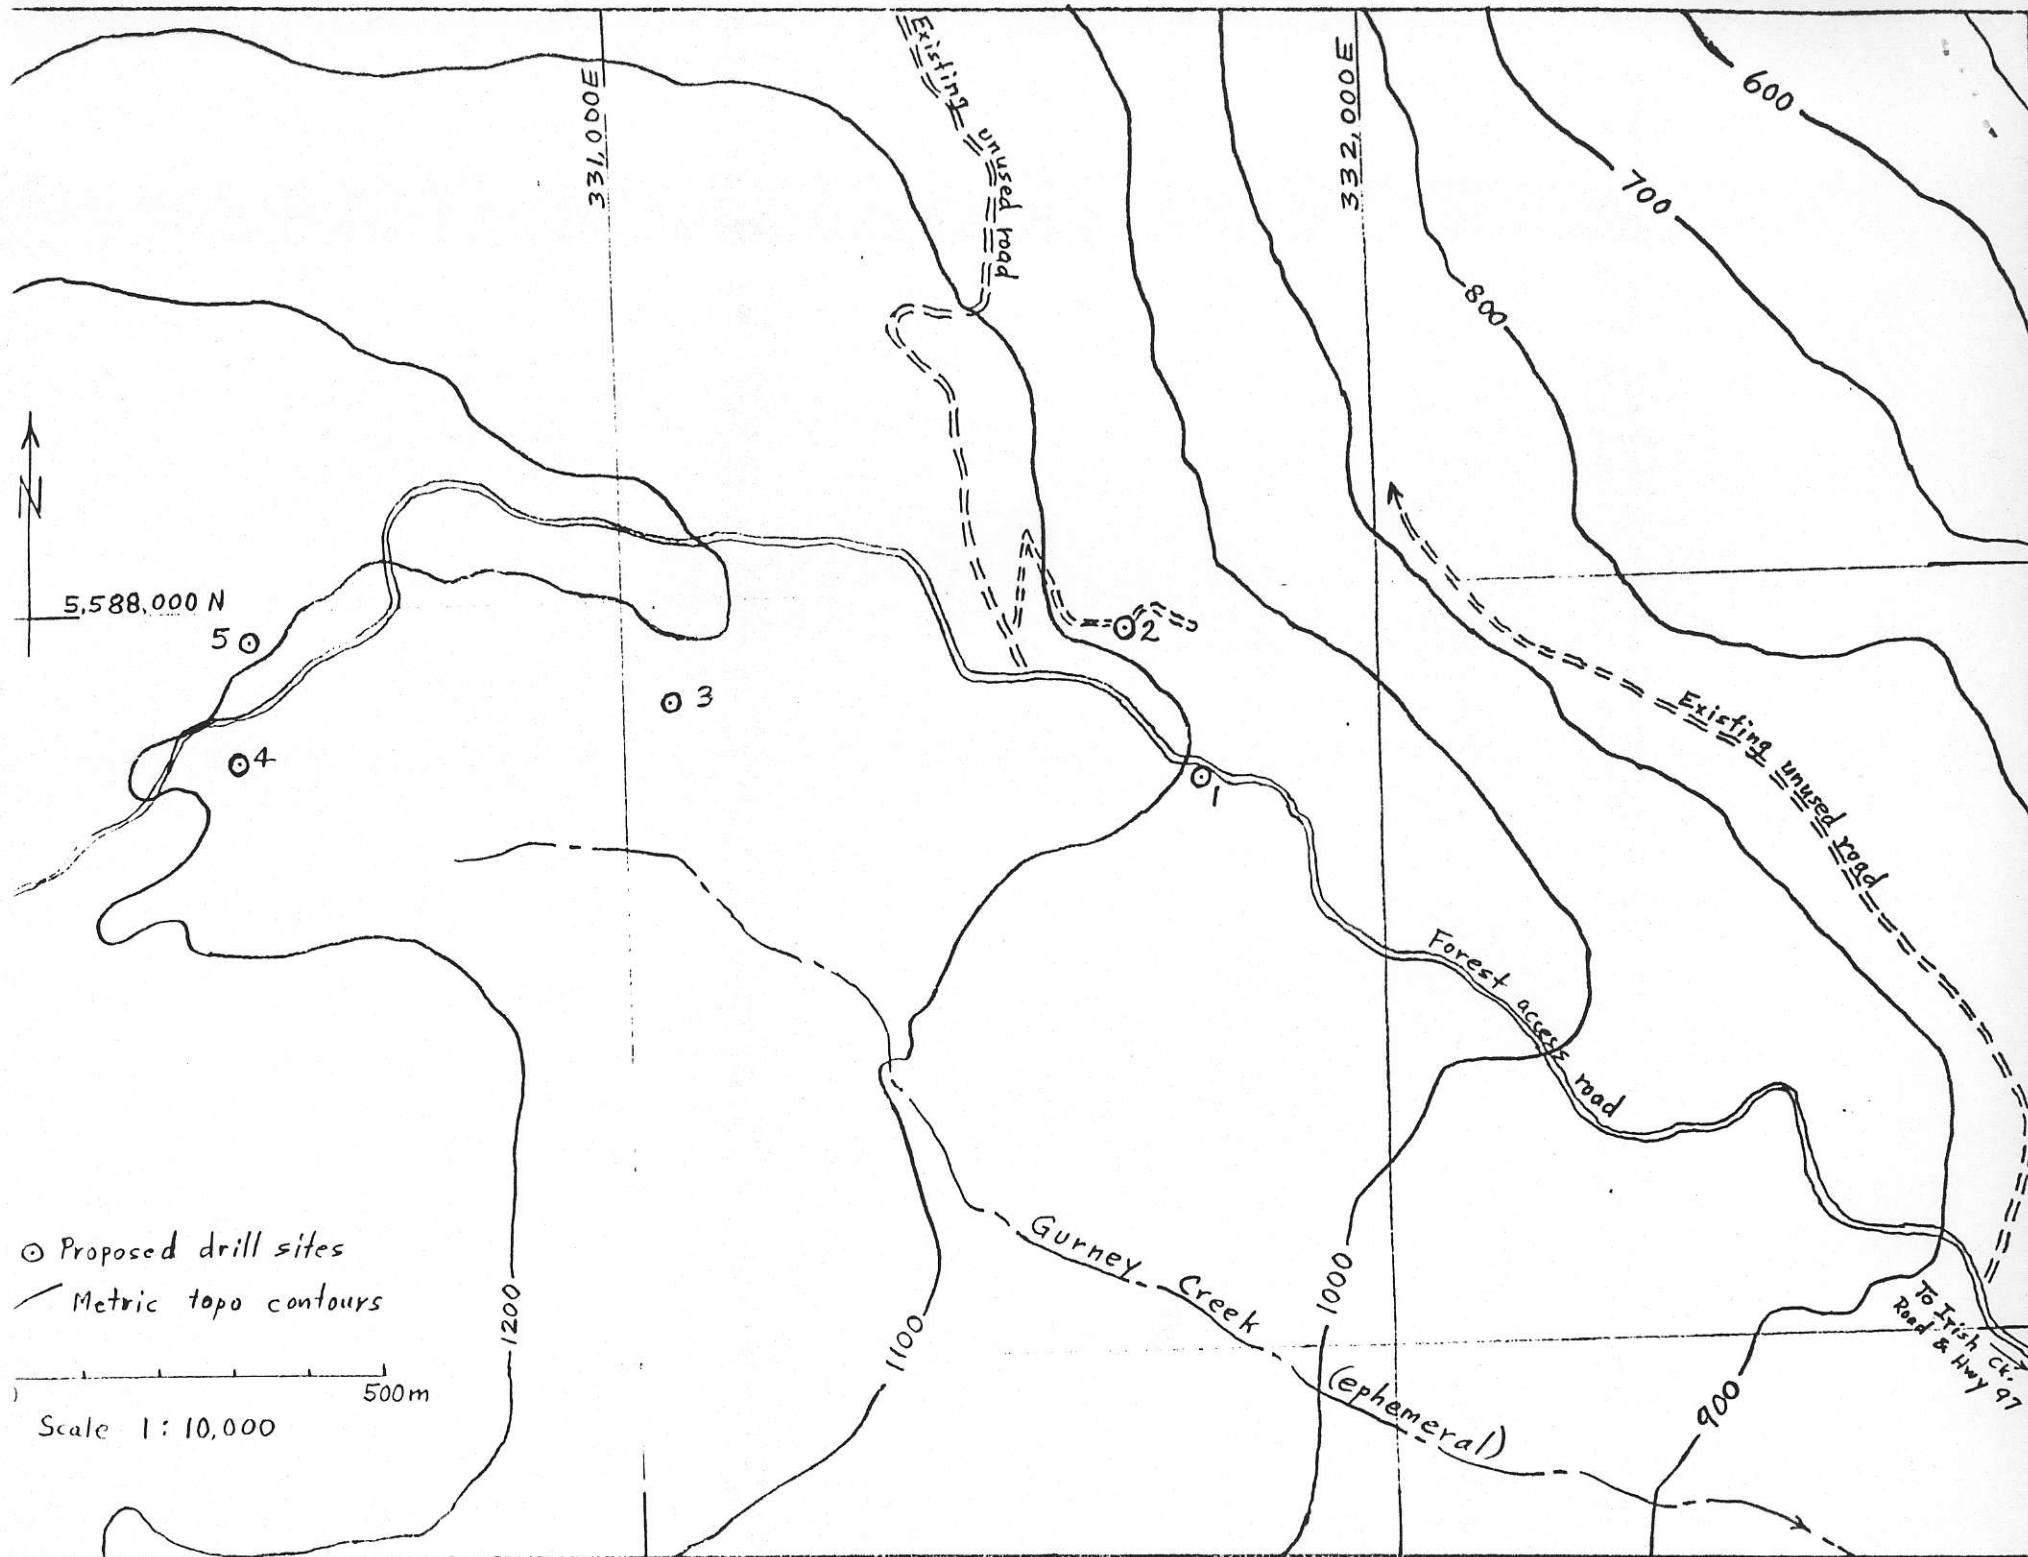 Existing unused road
331,000E
332,000E
600
700
800
N
5,588,000 N
5
2
3
4
1
Existing unused road
Forest access road
Proposed drill sites
Metric topo contours
1200
1100
1000
900
Gurney Creek
(ephemeral)
To Irish Ck.
Road & Hwy 97
500m
Scale 1:10,000